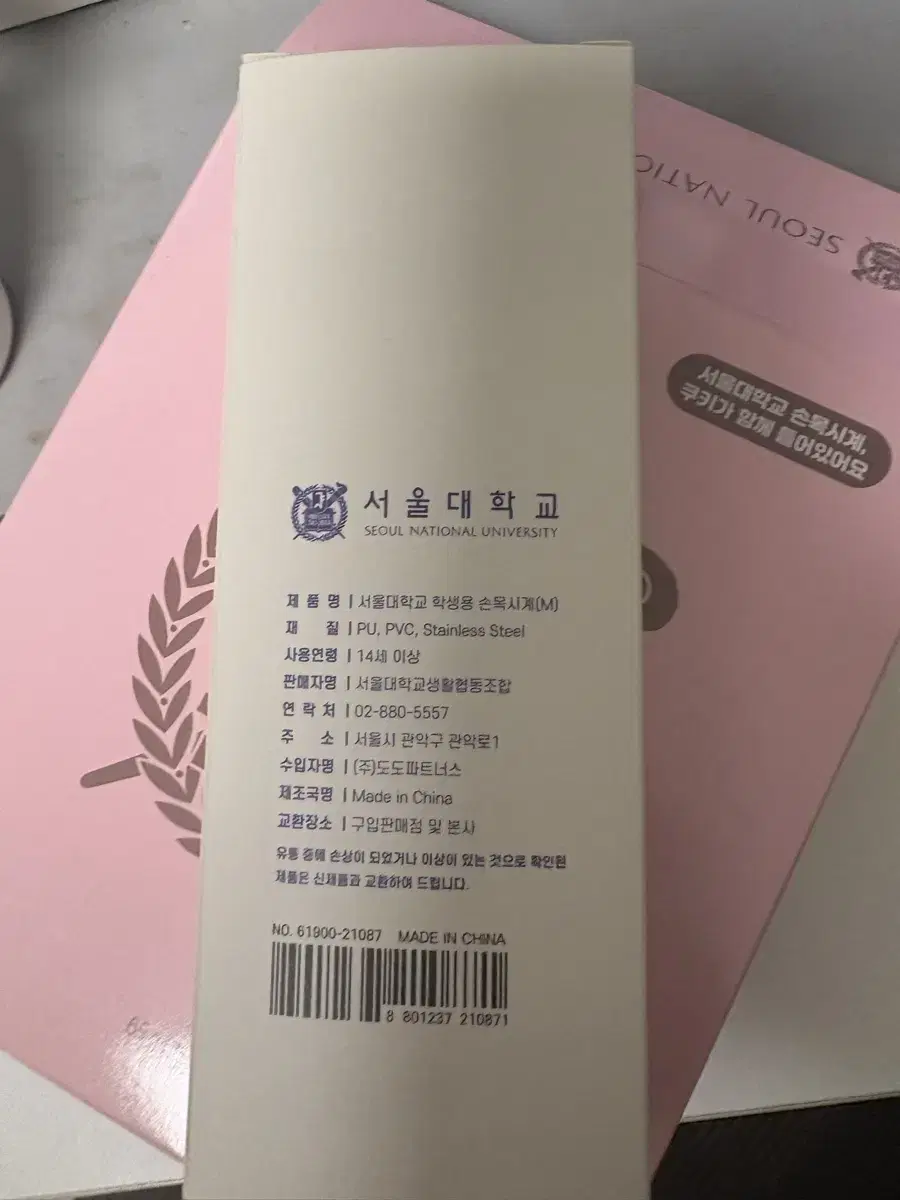 SEOUL NATIO
서울대학교 손목시계,
쿠키가 함께 들어있어요
서울대학교
SEOUL NATIONAL UNIVERSITY
제 품 명 | 서울대학교 학생용 손목시계(M)
재 질 | PU, PVC, Stainless Steel
사용연령 | 14세 이상
판매자명 | 서울대학교생활협동조합
연 락 처 | 02-880-5557
주 소 | 서울시 관악구 관악로1
수입자명 | (주)도도파트너스
제조국명 | Made in China
교환장소 | 구입판매점 및 본사
유통 중에 손상이 되었거나 이상이 있는 것으로 확인된
제품은 신제품과 교환하여 드립니다.
NO. 61900-21087 MADE IN CHINA
8 801237 210871